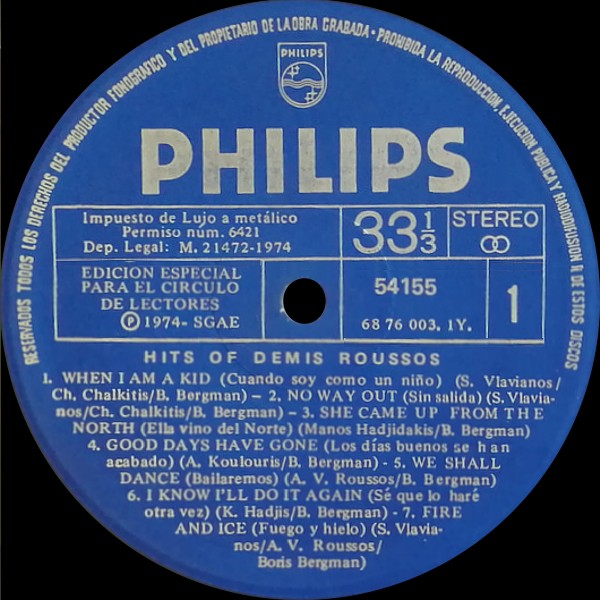 RESERVADOS TODOS LOS DERECHOS DEL PRODUCTOR FONOGRAFICO Y DEL PROPIETARIO DE LA OBRA GRABADA · PROHIBIDA LA REPRODUCCION, EJECUCION PUBLICA Y RADIODIFUSION R DE ESTOS DISCOS
PHILIPS
PHILIPS
Impuesto de Lujo a metálico
Permiso núm. 6421
Dep. Legal: M. 21472-1974
33 1/3
STEREO
EDICION ESPECIAL
PARA EL CIRCULO
DE LECTORES
Ⓟ 1974- SGAE
54155
68 76 003. 1Y.
1
HITS OF DEMIS ROUSSOS
1. WHEN I AM A KID (Cuando soy como un niño) (S. Vlavianos/
Ch. Chalkitis/B. Bergman) – 2. NO WAY OUT (Sin salida) (S. Vlavia-
nos/Ch. Chalkitis/B. Bergman) - 3. SHE CAME UP FROM THE
NORTH (Ella vino del Norte) (Manos Hadjidakis/B. Bergman)
4. GOOD DAYS HAVE GONE (Los días buenos se han
acabado) (A. Koulouris/B. Bergman) - 5. WE SHALL
DANCE (Bailaremos) (A. V. Roussos/B. Bergman)
6. I KNOW I'LL DO IT AGAIN (Sé que lo haré
otra vez) (K. Hadjis/B. Bergman) - 7. FIRE
AND ICE (Fuego y hielo) (S. Vlavia-
nos/A. V. Roussos/
Boris Bergman)